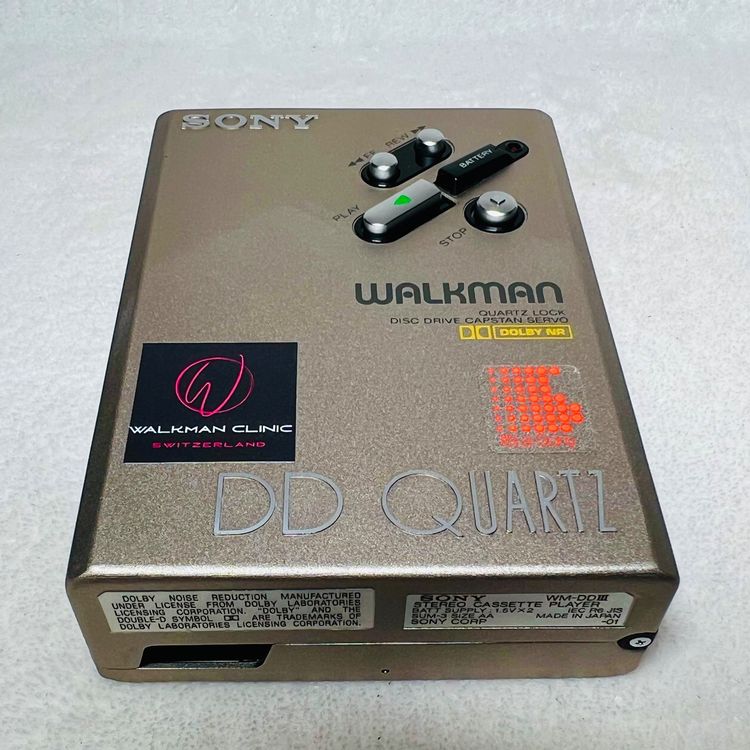 SONY
◀◀ FF REW ▶▶
BATTERY
PLAY
STOP
WALKMAN
QUARTZ LOCK
DISC DRIVE CAPSTAN SERVO
DOLBY NR
W
WALKMAN CLINIC
SWITZERLAND
DD QUARTZ
DOLBY NOISE REDUCTION MANUFACTURED
UNDER LICENSE FROM DOLBY LABORATORIES
LICENSING CORPORATION. "DOLBY" AND THE
DOUBLE-D SYMBOL ARE TRADEMARKS OF
DOLBY LABORATORIES LICENSING CORPORATION.
SONY WM-DDIII
STEREO CASSETTE PLAYER
BATT SUPPLY, 1.5V×2 IEC R6 JIS
SUM-3 SIZE AA MADE IN JAPAN
SONY CORP -01